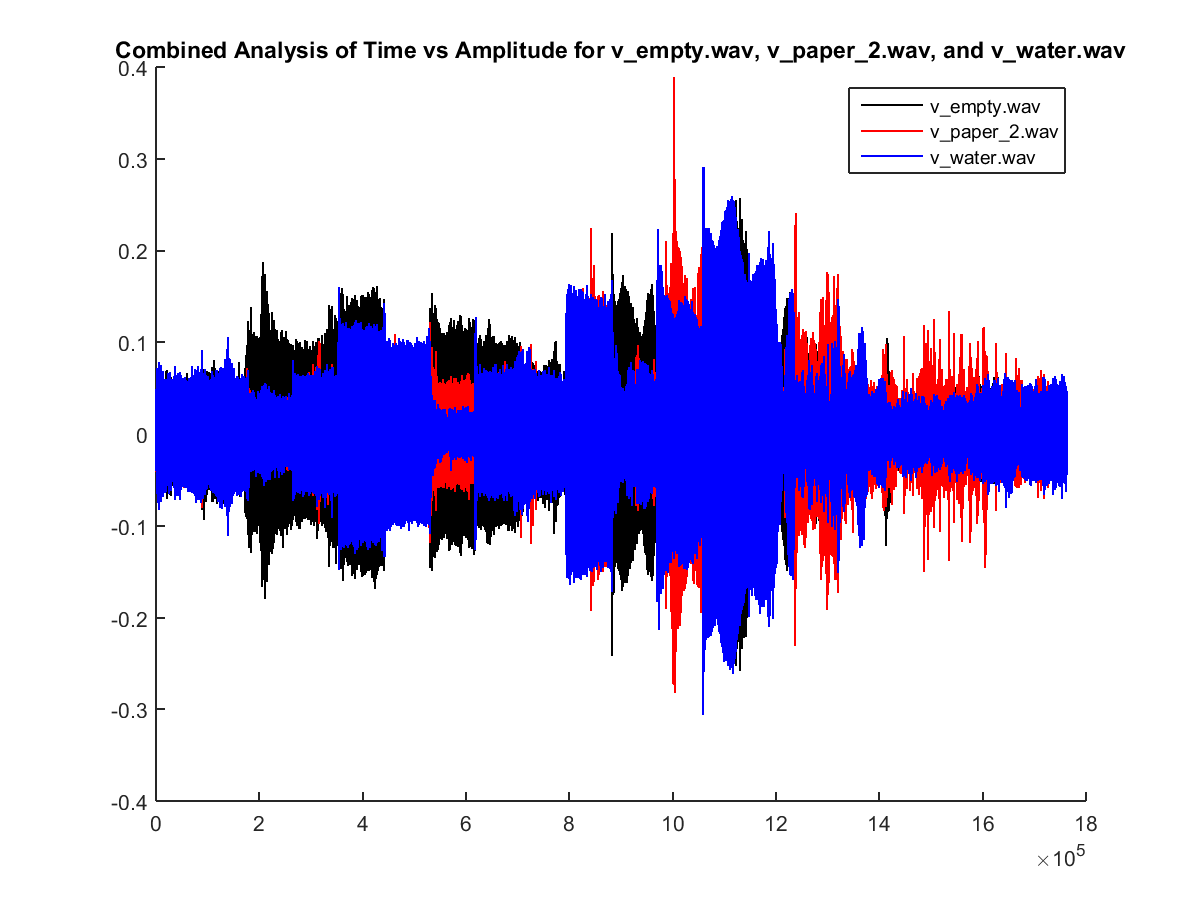 Combined Analysis of Time vs Amplitude for v_empty.wav, v_paper_2.wav, and v_water.wav
0.4
v_empty.wav
v_paper_2.wav
v_water.wav
0.3
0.2
0.1
0
-0.1
-0.2
-0.3
-0.4
0 2 4 6 8 10 12 14 16 18
×10⁵